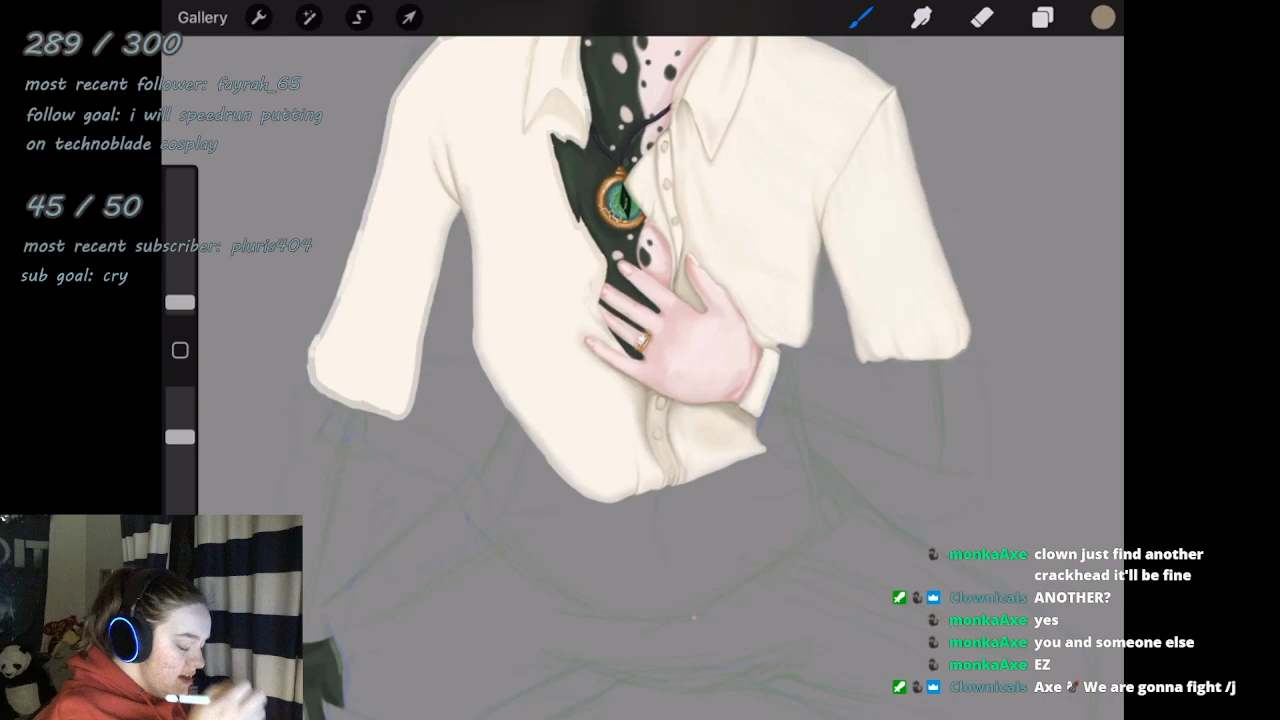 Gallery
289 / 300
most recent follower: fayrah_65
follow goal: i will speedrun putting
on technoblade cosplay
45 / 50
most recent subscriber: pluris404
sub goal: cry
monkaAxe clown just find another
crackhead it'll be fine
Clownicals ANOTHER?
monkaAxe yes
monkaAxe you and someone else
monkaAxe EZ
Clownicals Axe We are gonna fight /j